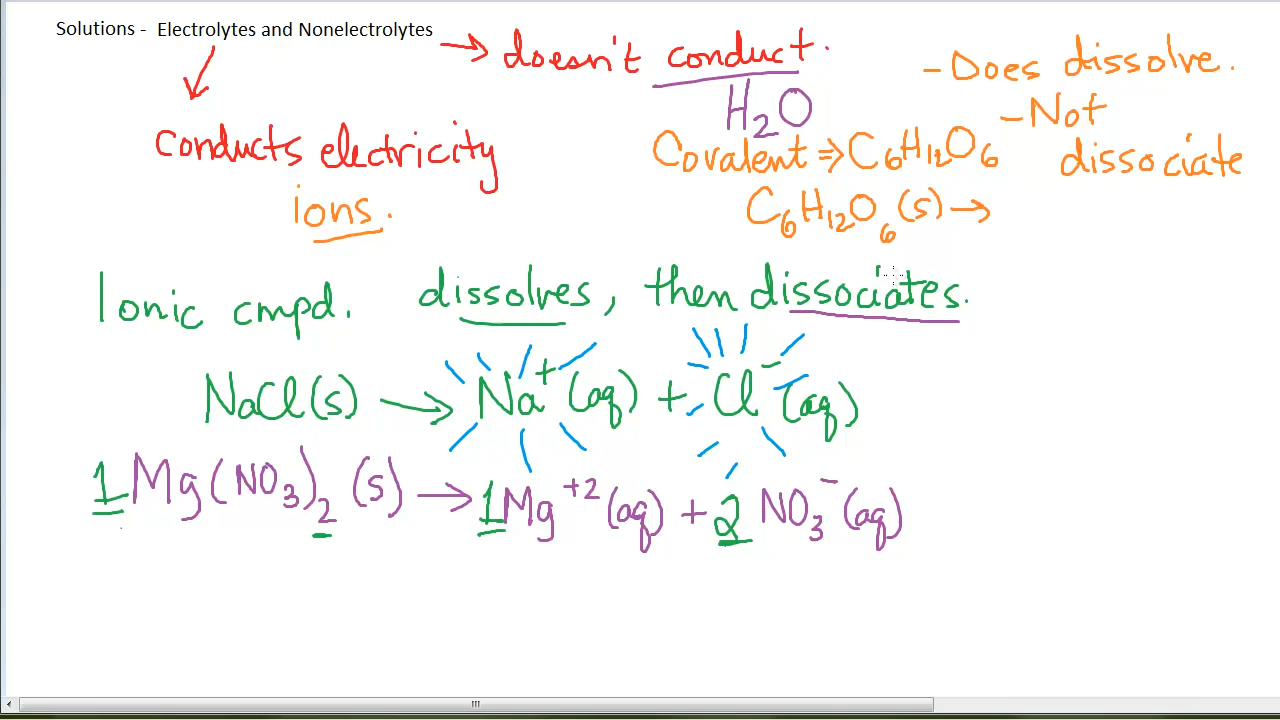 Solutions - Electrolytes and Nonelectrolytes
→ doesn't conduct.
H₂O
- Does dissolve.
- Not dissociate
Conducts electricity
ions.
Covalent ⇒ C₆H₁₂O₆
C₆H₁₂O₆(s) →
Ionic cmpd. dissolves, then dissociates.
NaCl(s) → Na⁺(aq) + Cl⁻(aq)
1Mg(NO₃)₂(s) → 1Mg⁺²(aq) + 2NO₃⁻(aq)